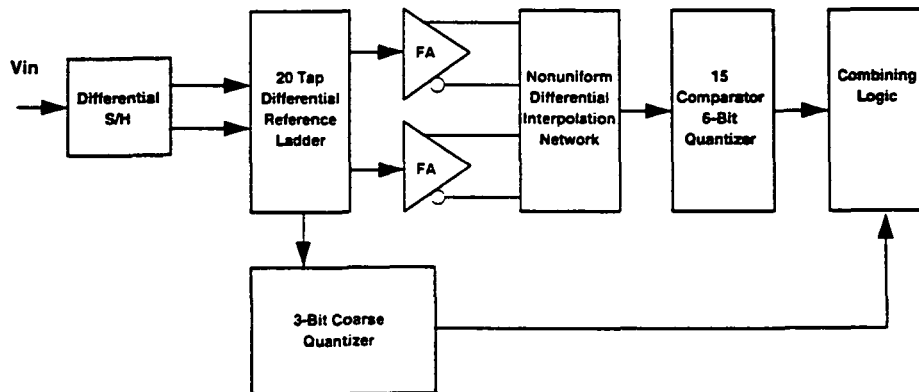 Vin
Differential
S/H
20 Tap
Differential
Reference
Ladder
FA
FA
Nonuniform
Differential
Interpolation
Network
15
Comparator
6-Bit
Quantizer
Combining
Logic
3-Bit Coarse
Quantizer